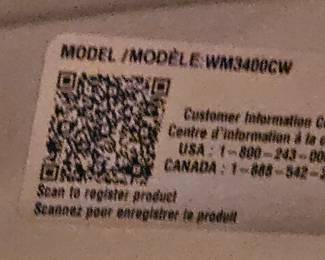 MODEL / MODÈLE:WM3400CW
Customer Information
Centre d'information à la
USA : 1-800-243-00
CANADA : 1-888-542-
Scan to register product
Scannez pour enregistrer le produit